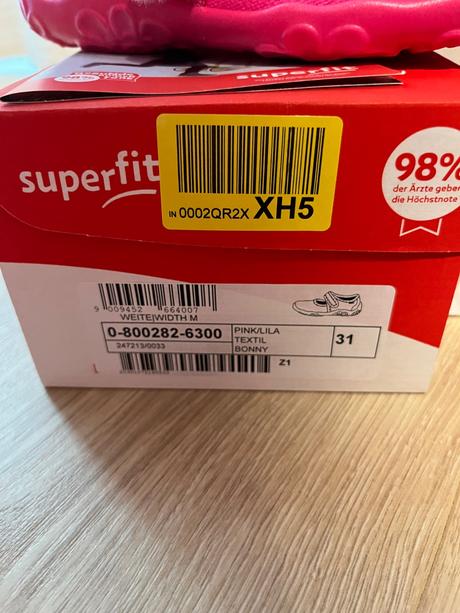 superfit
superfit
IN 0002QR2X XH5
98%
der Ärzte geben
die Höchstnote
9 009452 664007
WEITE|WIDTH M
0-800282-6300
247213/0033
PINK/LILA
TEXTIL
BONNY
31
Z1